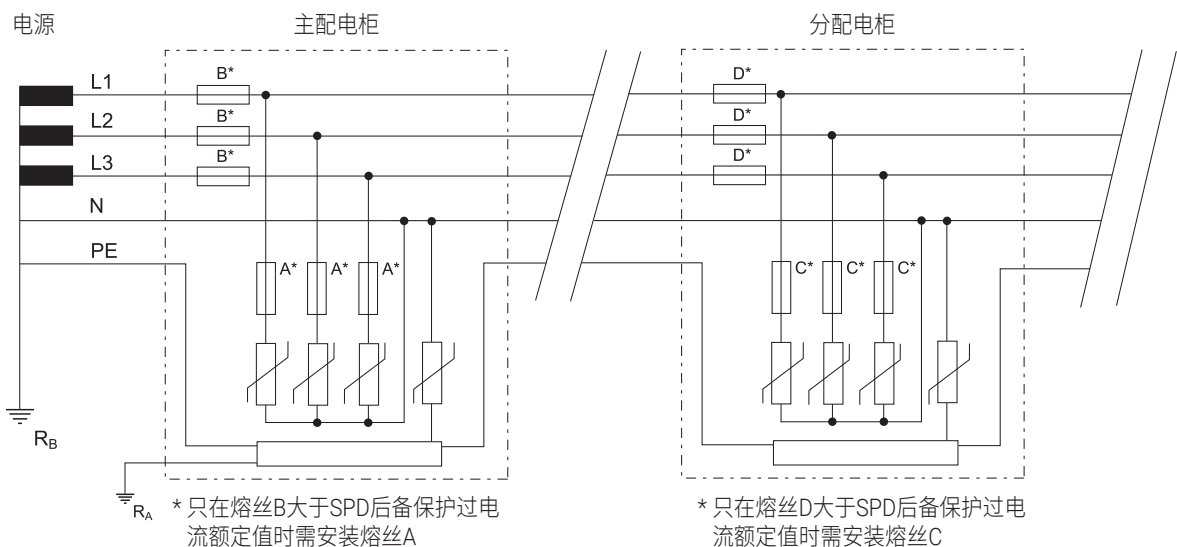 电源
主配电柜
分配电柜
L1
B*
D*
L2
B*
D*
L3
B*
D*
N
PE
A*
A*
A*
C*
C*
C*
RB
RA
* 只在熔丝B大于SPD后备保护过电
流额定值时需安装熔丝A
* 只在熔丝D大于SPD后备保护过电
流额定值时需安装熔丝C